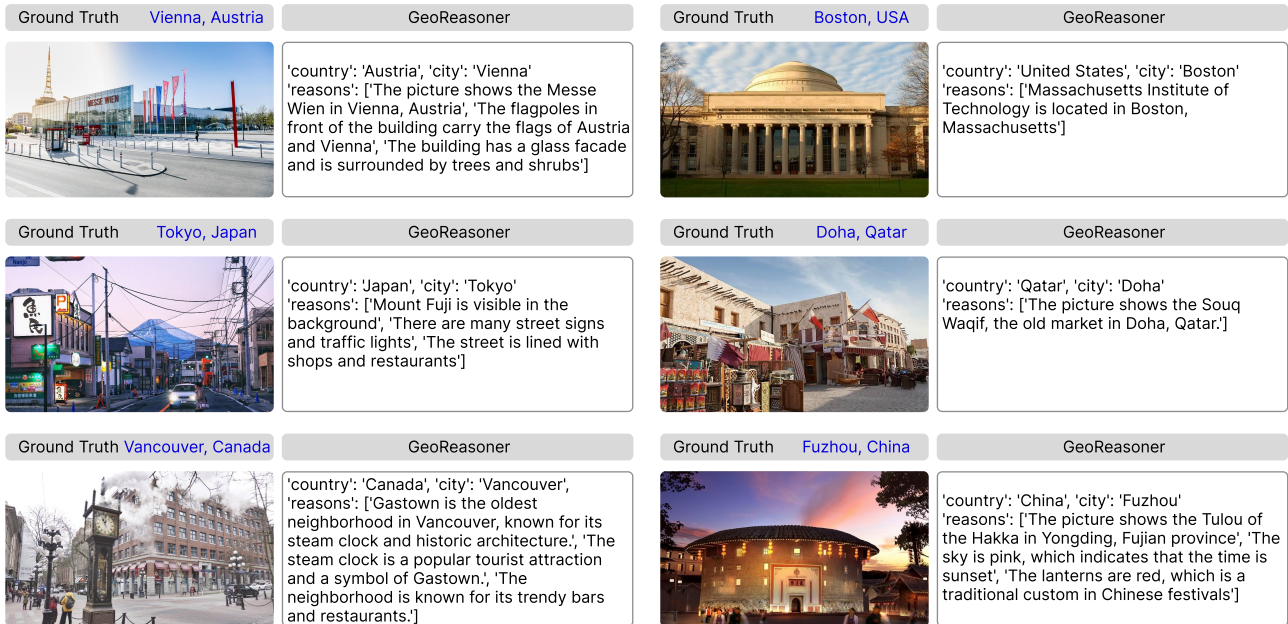 Ground Truth Vienna, Austria
GeoReasoner
MESSE WIEN
'country': 'Austria', 'city': 'Vienna'
'reasons': ['The picture shows the Messe
Wien in Vienna, Austria', 'The flagpoles in
front of the building carry the flags of Austria
and Vienna', 'The building has a glass facade
and is surrounded by trees and shrubs']
Ground Truth Boston, USA
GeoReasoner
'country': 'United States', 'city': 'Boston'
'reasons': ['Massachusetts Institute of
Technology is located in Boston,
Massachusetts']
Ground Truth Tokyo, Japan
GeoReasoner
P
'country': 'Japan', 'city': 'Tokyo'
'reasons': ['Mount Fuji is visible in the
background', 'There are many street signs
and traffic lights', 'The street is lined with
shops and restaurants']
Ground Truth Doha, Qatar
GeoReasoner
'country': 'Qatar', 'city': 'Doha'
'reasons': ['The picture shows the Souq
Waqif, the old market in Doha, Qatar.']
Ground Truth Vancouver, Canada
GeoReasoner
'country': 'Canada', 'city': 'Vancouver',
'reasons': ['Gastown is the oldest
neighborhood in Vancouver, known for its
steam clock and historic architecture.', 'The
steam clock is a popular tourist attraction
and a symbol of Gastown.', 'The
neighborhood is known for its trendy bars
and restaurants.']
Ground Truth Fuzhou, China
GeoReasoner
'country': 'China', 'city': 'Fuzhou'
'reasons': ['The picture shows the Tulou of
the Hakka in Yongding, Fujian province', 'The
sky is pink, which indicates that the time is
sunset', 'The lanterns are red, which is a
traditional custom in Chinese festivals']